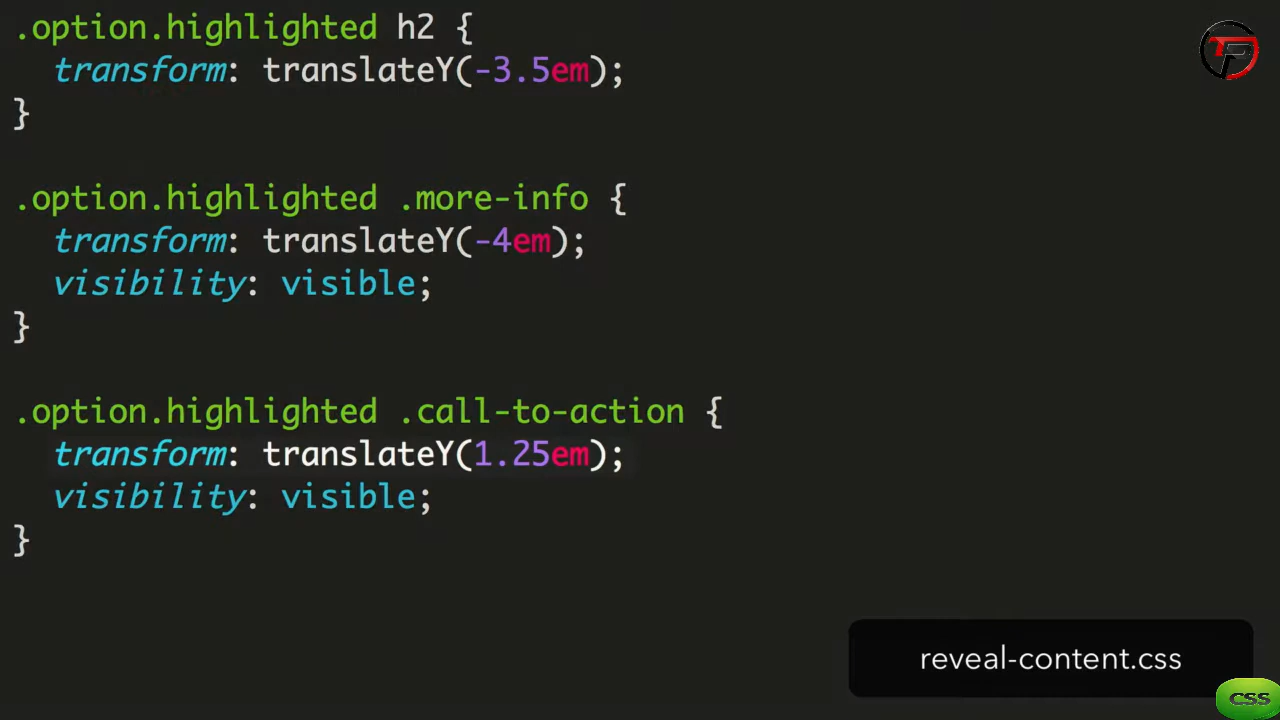 .option.highlighted h2 {
  transform: translateY(-3.5em);
}
.option.highlighted .more-info {
  transform: translateY(-4em);
  visibility: visible;
}
.option.highlighted .call-to-action {
  transform: translateY(1.25em);
  visibility: visible;
}
reveal-content.css
CSS